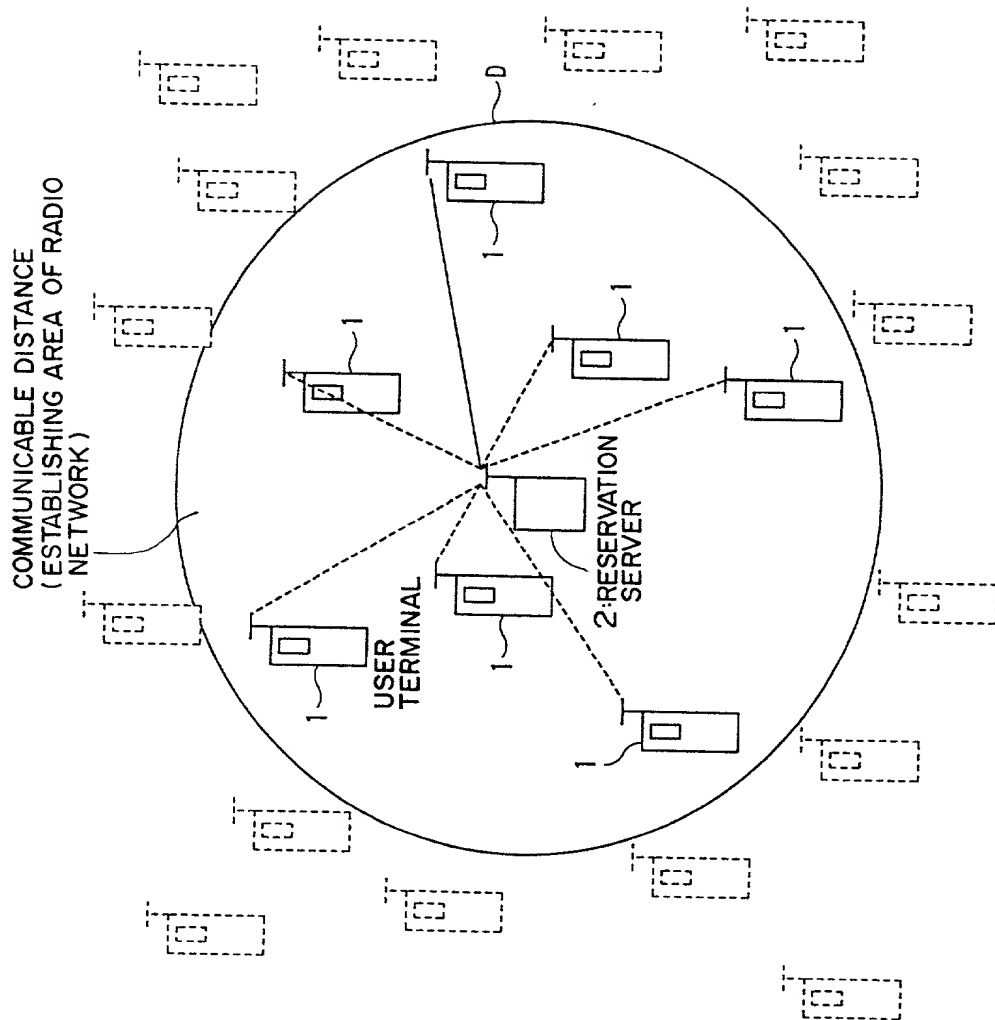 COMMUNICABLE DISTANCE
(ESTABLISHING AREA OF RADIO
NETWORK)
D
1
1
1
1
1
USER
TERMINAL
1
2:RESERVATION
SERVER
1